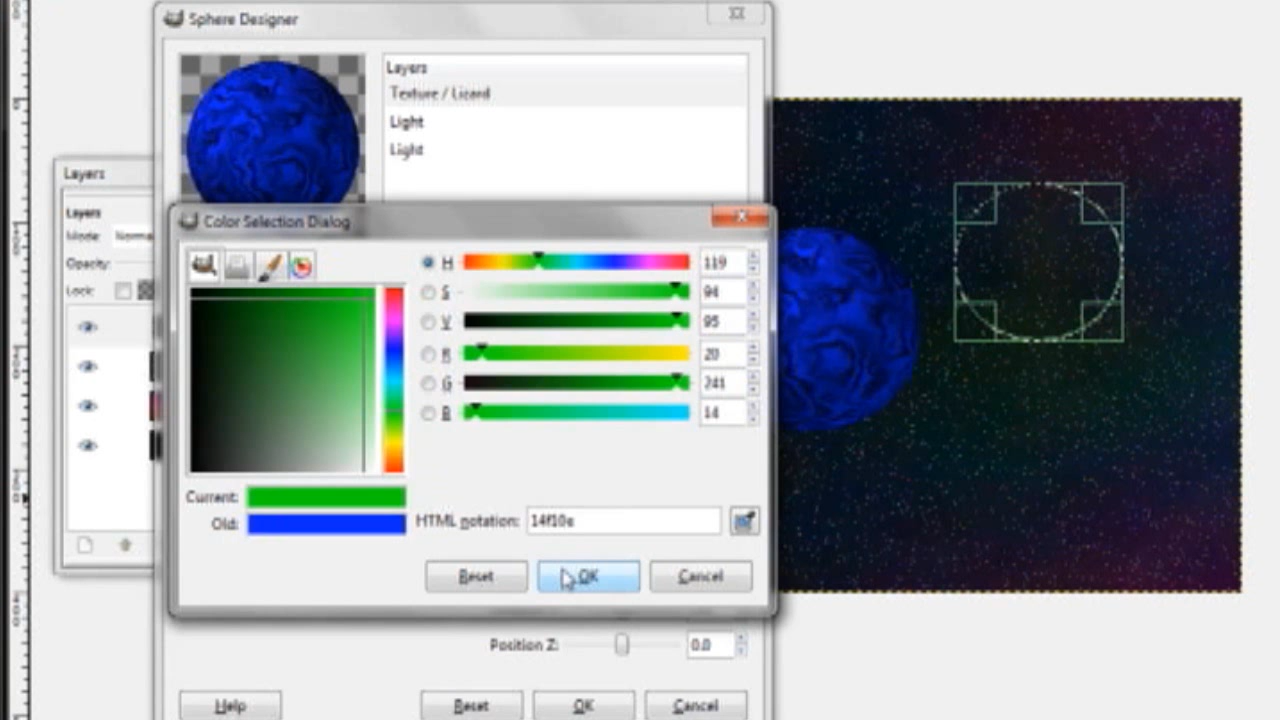 Sphere Designer
Layers
Texture / Lizard
Light
Light
Layers
Layers
Mode: Norma
Opacity:
Lock:
Color Selection Dialog
H 119
S 94
V 95
R 20
G 241
B 14
Current:
Old:
HTML notation: 14f10e
Reset OK Cancel
Position Z: 0.0
Help Reset OK Cancel